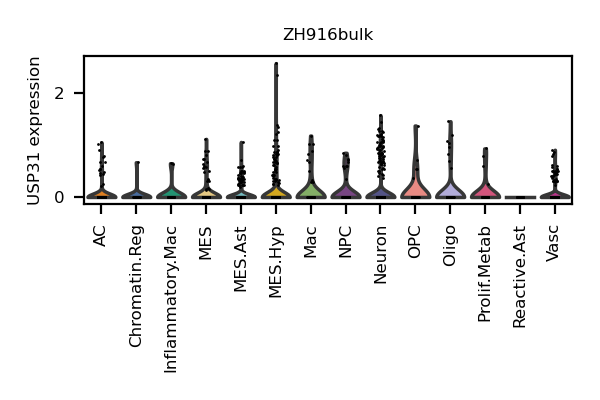 ZH916bulk
USP31 expression
2
0
AC
Chromatin.Reg
Inflammatory.Mac
MES
MES.Ast
MES.Hyp
Mac
NPC
Neuron
OPC
Oligo
Prolif.Metab
Reactive.Ast
Vasc